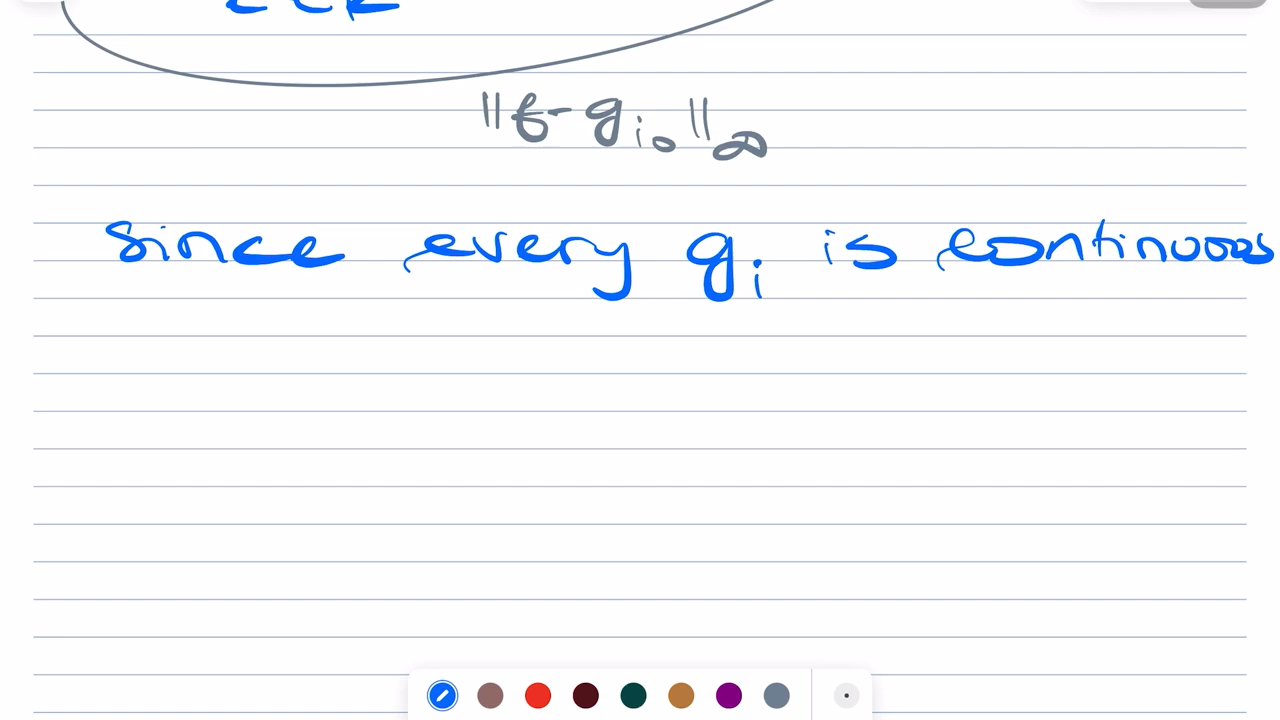 ‖f - g_{i_0}‖_∞
since every g_i is continuous